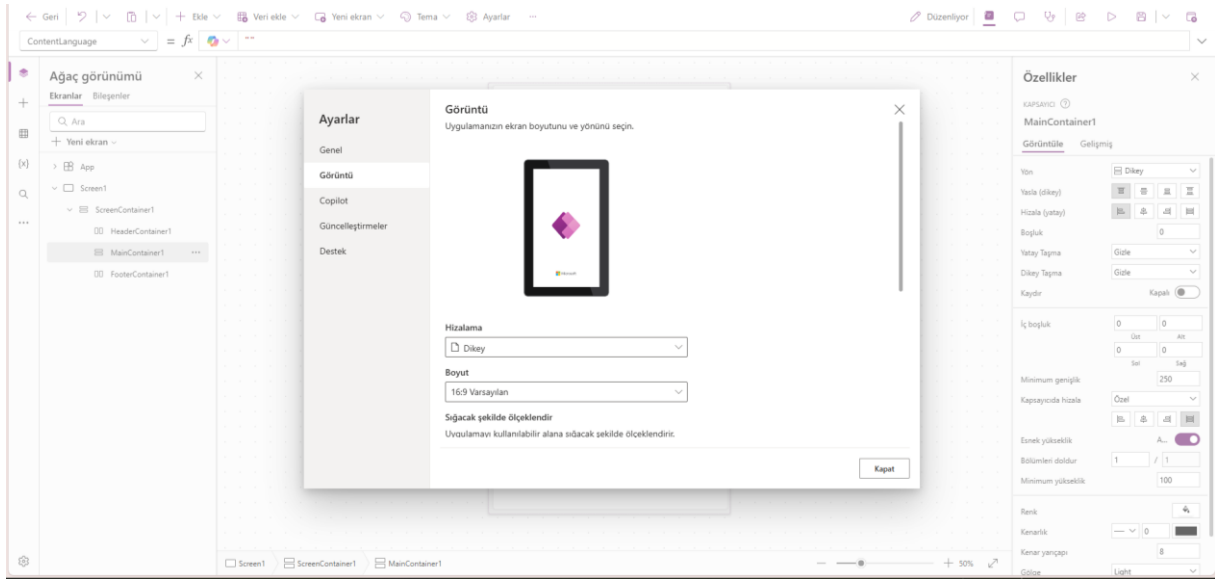 Geri
Ekle
Veri ekle
Yeni ekran
Tema
Ayarlar
...
Düzenliyor
ContentLanguage
= fx
""
Ağaç görünümü
Ekranlar Bileşenler
Ara
Yeni ekran
App
Screen1
ScreenContainer1
HeaderContainer1
MainContainer1 ...
FooterContainer1
Ayarlar
Genel
Görüntü
Copilot
Güncelleştirmeler
Destek
Görüntü
Uygulamanızın ekran boyutunu ve yönünü seçin.
Microsoft
Hizalama
Dikey
Boyut
16:9 Varsayılan
Sığacak şekilde ölçeklendir
Uygulamayı kullanılabilir alana sığacak şekilde ölçeklendirir.
Kapat
Özellikler
KAPSAYICI
MainContainer1
Görüntüle Gelişmiş
Yön Dikey
Yasla (dikey)
Hizala (yatay)
Boşluk 0
Yatay Taşma Gizle
Dikey Taşma Gizle
Kaydır Kapalı
İç boşluk 0 0
Üst Alt
0 0
Sol Sağ
Minimum genişlik 250
Kapsayıcıda hizala Özel
Esnek yükseklik A...
Bölümleri doldur 1 / 1
Minimum yükseklik 100
Renk
Kenarlık 0
Kenar yarıçapı 8
Gölge Light
Screen1 ScreenContainer1 MainContainer1
50%